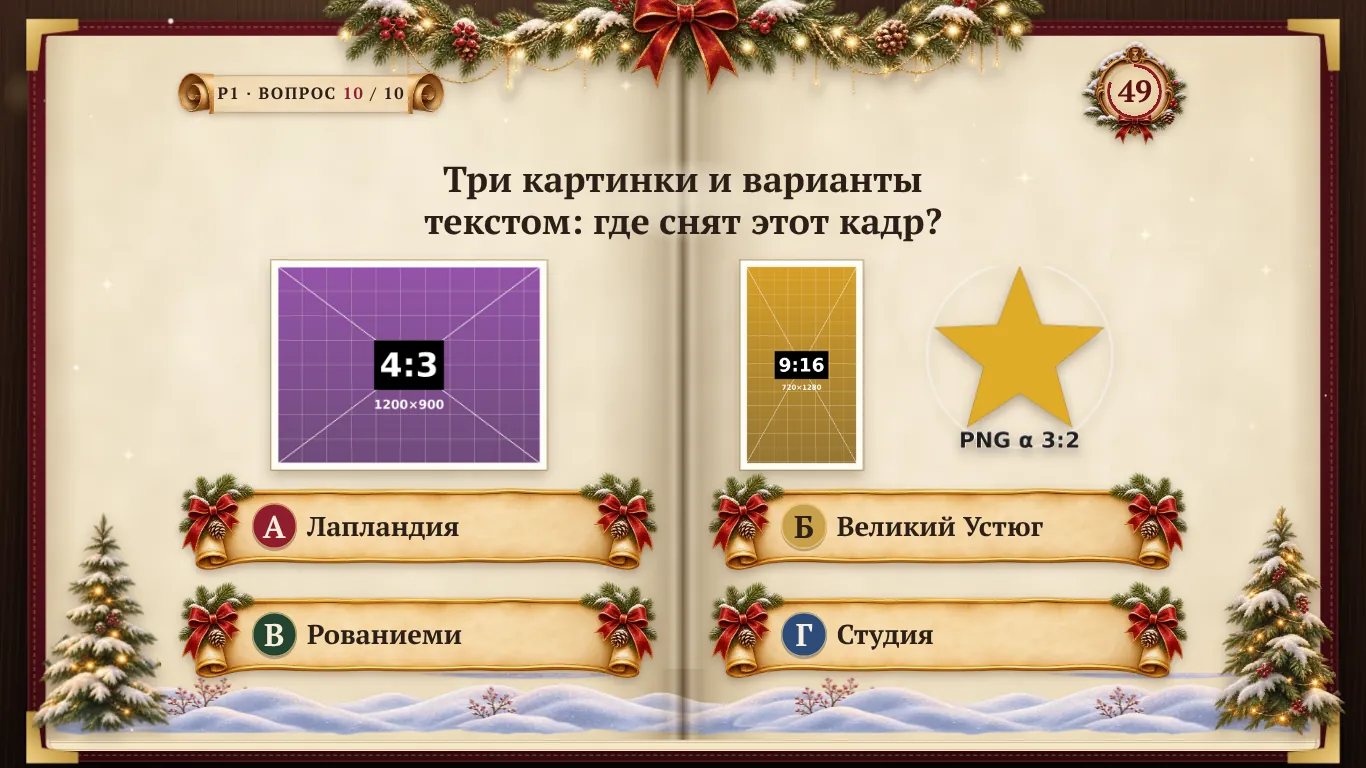 Р1 · ВОПРОС 10 / 10
49
Три картинки и варианты
текстом: где снят этот кадр?
4:3
1200×900
9:16
720×1280
PNG α 3:2
А Лапландия
Б Великий Устюг
В Рованиеми
Г Студия